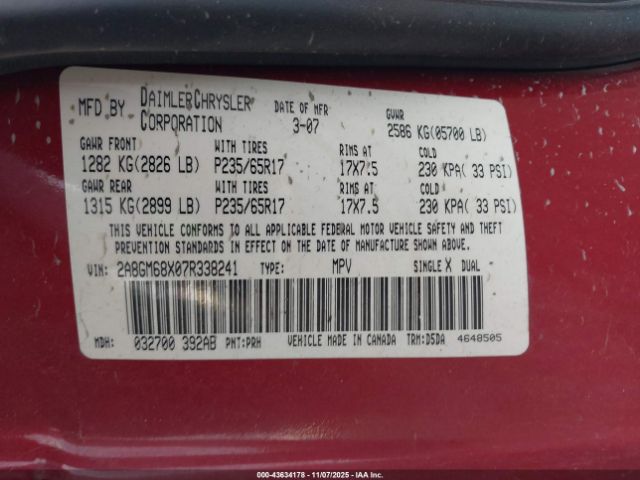 MFD BY DAIMLERCHRYSLER CORPORATION DATE OF MFR 3-07 GVWR 2586 KG(05700 LB)
GAWR FRONT WITH TIRES RIMS AT COLD
1282 KG(2826 LB) P235/65R17 17X7.5 230 KPA( 33 PSI)
GAWR REAR WITH TIRES RIMS AT COLD
1315 KG(2899 LB) P235/65R17 17X7.5 230 KPA( 33 PSI)
THIS VEHICLE CONFORMS TO ALL APPLICABLE FEDERAL MOTOR VEHICLE SAFETY AND THEFT
PREVENTION STANDARDS IN EFFECT ON THE DATE OF MANUFACTURE SHOWN ABOVE.
VIN: 2A8GM68X07R338241 TYPE: MPV SINGLE X DUAL
MDH: 032700 392AB PNT:PRH VEHICLE MADE IN CANADA TRM:D5DA 4648505
000-43634178 - 11/07/2025 - IAAI.com